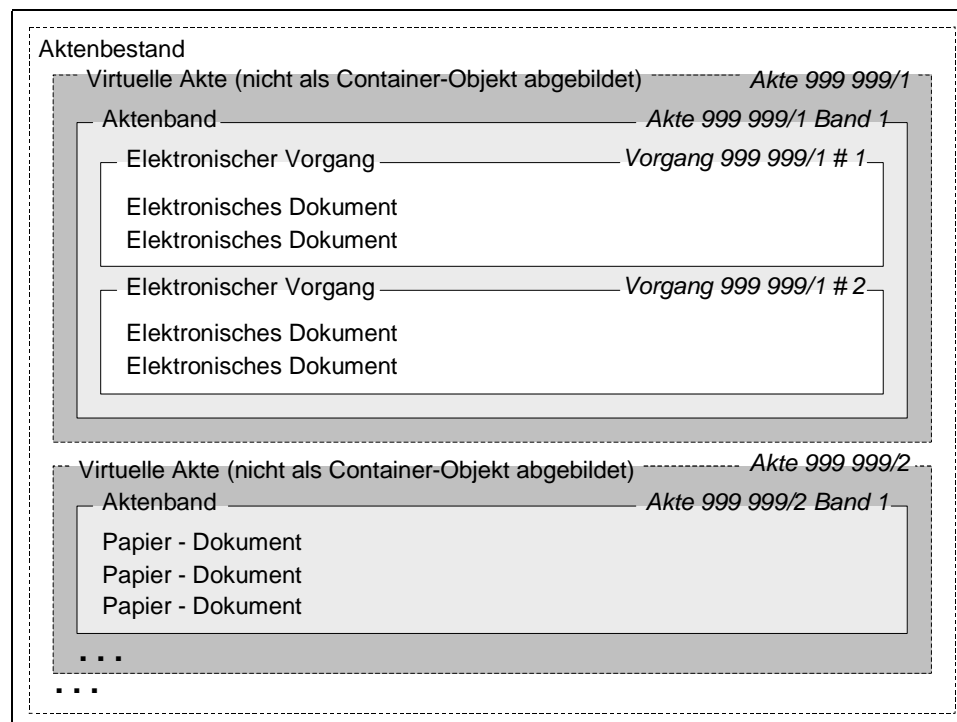 Aktenbestand
Virtuelle Akte (nicht als Container-Objekt abgebildet) Akte 999 999/1
Aktenband Akte 999 999/1 Band 1
Elektronischer Vorgang Vorgang 999 999/1 # 1
Elektronisches Dokument
Elektronisches Dokument
Elektronischer Vorgang Vorgang 999 999/1 # 2
Elektronisches Dokument
Elektronisches Dokument
Virtuelle Akte (nicht als Container-Objekt abgebildet) Akte 999 999/2
Aktenband Akte 999 999/2 Band 1
Papier - Dokument
Papier - Dokument
Papier - Dokument
. . .
. . .